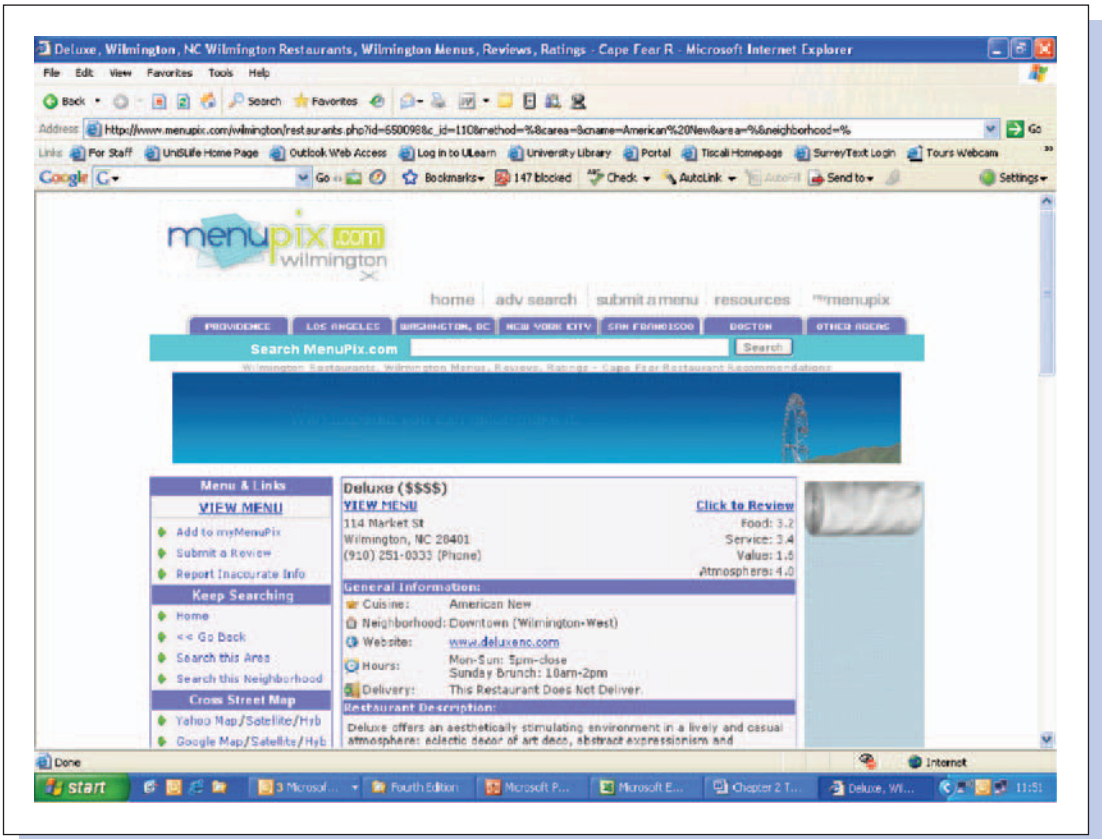 Deluxe, Wilmington, NC Wilmington Restaurants, Wilmington Menus, Reviews, Ratings - Cape Fear R - Microsoft Internet Explorer
File Edit View Favorites Tools Help
Back Search Favorites
Address http://www.menupix.com/wilmington/restaurants.php?id=6500988c_id=110&method=%&carea=&cname=American%20New&area=%&neighborhood=% Go
Links For Staff UniSLife Home Page Outlook Web Access Log in to ULearn University Library Portal Tiscali Homepage SurreyText Login Tours Webcam »
Google G Go Bookmarks 147 blocked Check AutoLink AutoFill Send to Settings
menupix.com
wilmington
home adv search submit a menu resources mymenupix
PROVIDENCE LOS ANGELES WASHINGTON, DC NEW YORK CITY SAN FRANCISCO BOSTON OTHER AREAS
Search MenuPix.com Search
Wilmington Restaurants, Wilmington Menus, Reviews, Ratings - Cape Fear Restaurant Recommendations
Menu & Links
VIEW MENU
Add to myMenuPix
Submit a Review
Report Inaccurate Info
Keep Searching
Home
<< Go Back
Search this Area
Search this Neighborhood
Cross Street Map
Yahoo Map/Satellite/Hyb
Google Map/Satellite/Hyb
Deluxe ($$$$)
VIEW MENU Click to Review
114 Market St Food: 3.2
Wilmington, NC 28401 Service: 3.4
(910) 251-0333 (Phone) Value: 1.6
Atmosphere: 4.0
General Information:
Cuisine: American New
Neighborhood: Downtown (Wilmington-West)
Website: www.deluxenc.com
Hours: Mon-Sun: 5pm-close
Sunday Brunch: 10am-2pm
Delivery: This Restaurant Does Not Deliver.
Restaurant Description:
Deluxe offers an aesthetically stimulating environment in a lively and casual
atmosphere: eclectic decor of art deco, abstract expressionism and
Done Internet
start 3 Microsof... Fourth Edition Microsoft P... Microsoft E... Chapter 2 T... Deluxe, Wi... 11:51